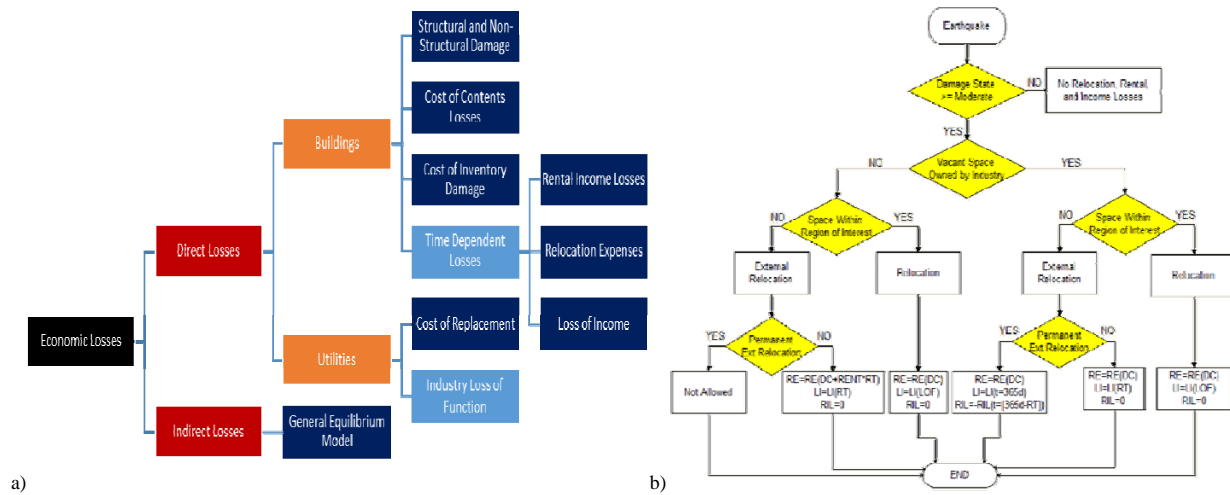 Structural and Non-
Structural Damage
Cost of Contents
Losses
Buildings
Cost of Inventory
Damage
Rental Income Losses
Direct Losses
Time Dependent
Losses
Relocation Expenses
Economic Losses
Cost of Replacement
Loss of Income
Utilities
Industry Loss of
Function
Indirect Losses
General Equilibrium
Model
a)
Earthquake
Damage State
>= Moderate
NO
No Relocation, Rental,
and Income Losses
YES
Vacant Space
Owned by Industry
NO
YES
Space Within
Region of Interest
NO
YES
Space Within
Region of Interest
NO
YES
External
Relocation
Relocation
External
Relocation
Relocation
Permanent
Ext Relocation
YES
NO
Permanent
Ext Relocation
YES
NO
Not Allowed
RE=RE(DC+RENT*RT)
LI=LI(RT)
RIL=0
RE=RE(DC)
LI=LI(LOF)
RIL=0
RE=RE(DC)
LI=LI(t=365d)
RIL=-RIL(t=[365d-RT])
RE=RE(DC)
LI=LI(RT)
RIL=0
RE=RE(DC)
LI=LI(LOF)
RIL=0
END
b)